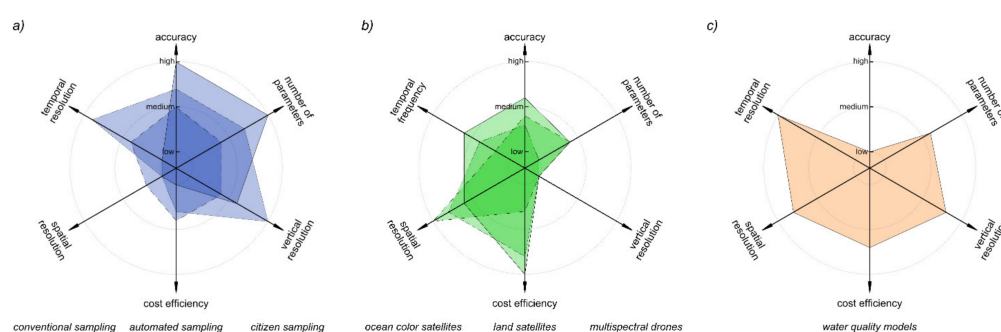 a)
accuracy
high
medium
low
temporal
resolution
number of
parameters
spatial
resolution
vertical
resolution
cost efficiency
conventional sampling automated sampling citizen sampling
b)
accuracy
high
medium
low
temporal
frequency
number of
parameters
spatial
resolution
vertical
resolution
cost efficiency
ocean color satellites land satellites multispectral drones
c)
accuracy
high
medium
low
temporal
resolution
number of
parameters
spatial
resolution
vertical
resolution
cost efficiency
water quality models